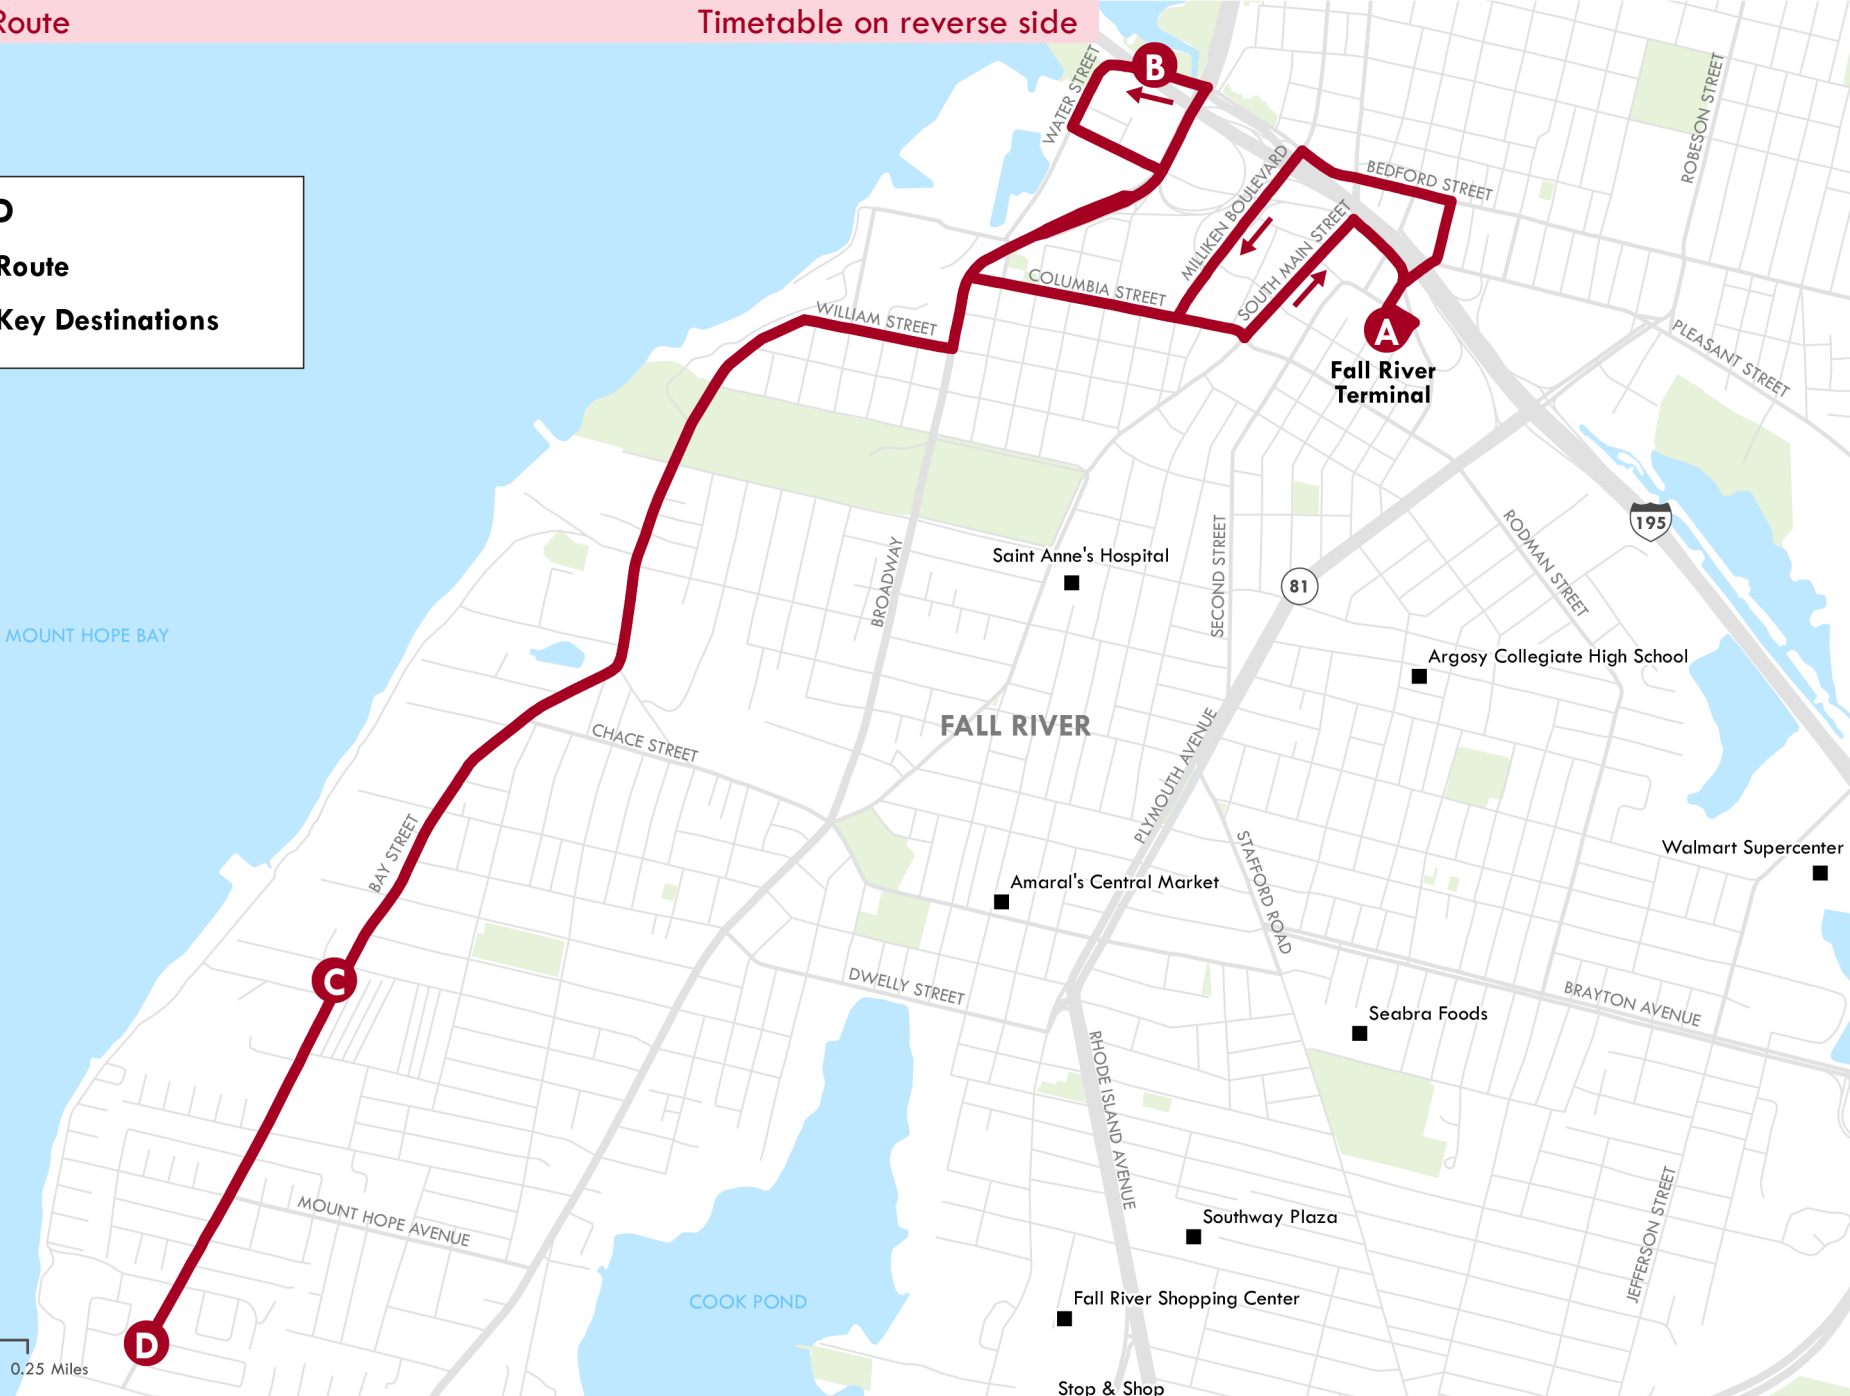 Route
Timetable on reverse side
B
WATER STREET
ROBESON STREET
D
Route
Key Destinations
BEDFORD STREET
MILLIKEN BOULEVARD
SOUTH MAIN STREET
COLUMBIA STREET
WILLIAM STREET
A
Fall River
Terminal
PLEASANT STREET
195
RODMAN STREET
SECOND STREET
BROADWAY
Saint Anne's Hospital
81
MOUNT HOPE BAY
Argosy Collegiate High School
FALL RIVER
CHACE STREET
PLYMOUTH AVENUE
BAY STREET
STAFFORD ROAD
Walmart Supercenter
Amaral's Central Market
C
DWELLY STREET
BRAYTON AVENUE
Seabra Foods
RHODE ISLAND AVENUE
MOUNT HOPE AVENUE
Southway Plaza
JEFFERSON STREET
COOK POND
Fall River Shopping Center
D
0.25 Miles
Stop & Shop